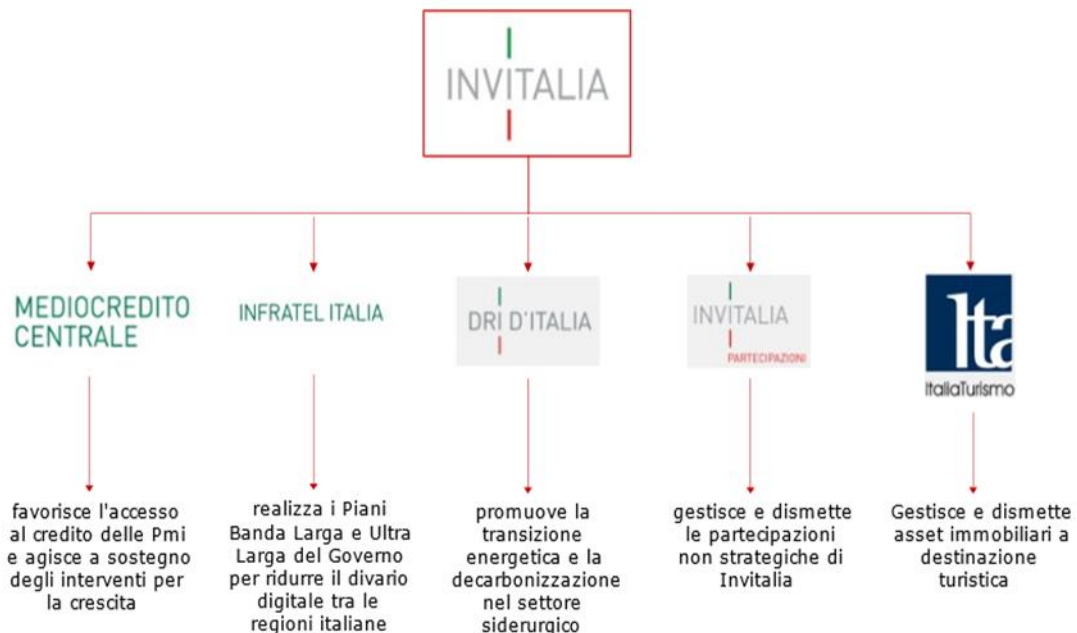 INVITALIA
MEDIOCREDITO
CENTRALE
INFRATEL ITALIA
DRI D'ITALIA
INVITALIA
PARTECIPAZIONI
Ita
ItaliaTurismo
favorisce l'accesso
al credito delle Pmi
e agisce a sostegno
degli interventi per
la crescita
realizza i Piani
Banda Larga e Ultra
Larga del Governo
per ridurre il divario
digitale tra le
regioni italiane
promuove la
transizione
energetica e la
decarbonizzazione
nel settore
siderurgico
gestisce e dismette
le partecipazioni
non strategiche di
Invitalia
Gestisce e dismette
asset immobiliari a
destinazione
turistica